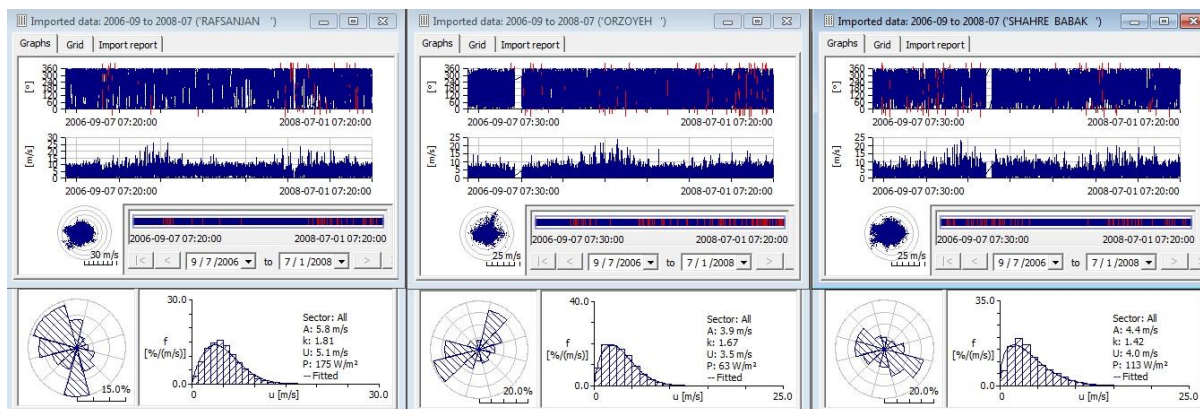 Imported data: 2006-09 to 2008-07 ('RAFSANJAN ')
Graphs Grid Import report
360
300
240
180
120
60
0
[°]
2006-09-07 07:20:00 2008-07-01 07:20:00
30
25
20
15
10
5
0
[m/s]
2006-09-07 07:20:00 2008-07-01 07:20:00
30 m/s
2006-09-07 07:20:00 2008-07-01 07:20:00
|< < 9 / 7 /2006 to 7 / 1 /2008 >
15.0%
30.0
f
[%/(m/s)]
0.0
0.0 u [m/s] 30.0
Sector: All
A: 5.8 m/s
k: 1.81
U: 5.1 m/s
P: 175 W/m²
-- Fitted
Imported data: 2006-09 to 2008-07 ('ORZOYEH ')
Graphs Grid Import report
360
300
240
180
120
60
0
[°]
2006-09-07 07:30:00 2008-07-01 07:20:00
25
20
15
10
5
0
[m/s]
2006-09-07 07:30:00 2008-07-01 07:20:00
25 m/s
2006-09-07 07:30:00 2008-07-01 07:20:00
|< < 9 / 7 /2006 to 7 / 1 /2008 >
20.0%
40.0
f
[%/(m/s)]
0.0
0.0 u [m/s] 25.0
Sector: All
A: 3.9 m/s
k: 1.67
U: 3.5 m/s
P: 63 W/m²
-- Fitted
Imported data: 2006-09 to 2008-07 ('SHAHRE BABAK ')
Graphs Grid Import report
360
300
240
180
120
60
0
[°]
2006-09-07 07:30:00 2008-07-01 07:20:00
25
20
15
10
5
0
[m/s]
2006-09-07 07:30:00 2008-07-01 07:20:00
25 m/s
2006-09-07 07:30:00 2008-07-01 07:20:00
|< < 9 / 7 /2006 to 7 / 1 /2008 >
20.0%
35.0
f
[%/(m/s)]
0.0
0.0 u [m/s] 25.0
Sector: All
A: 4.4 m/s
k: 1.42
U: 4.0 m/s
P: 113 W/m²
-- Fitted